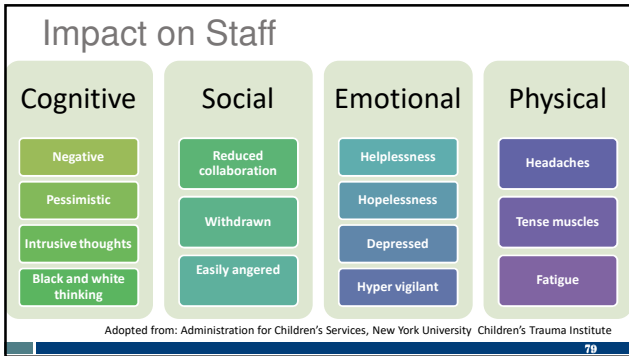 Impact on Staff
Cognitive
Negative
Pessimistic
Intrusive thoughts
Black and white
thinking
Social
Reduced
collaboration
Withdrawn
Easily angered
Emotional
Helplessness
Hopelessness
Depressed
Hyper vigilant
Physical
Headaches
Tense muscles
Fatigue
Adopted from: Administration for Children's Services, New York University Children's Trauma Institute
79